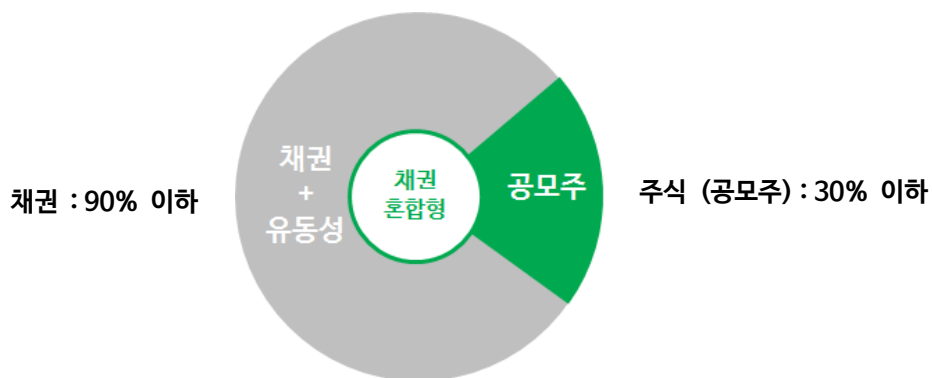 채권 : 90% 이하
채권
+
유동성
채권
혼합형
공모주
주식 (공모주) : 30% 이하